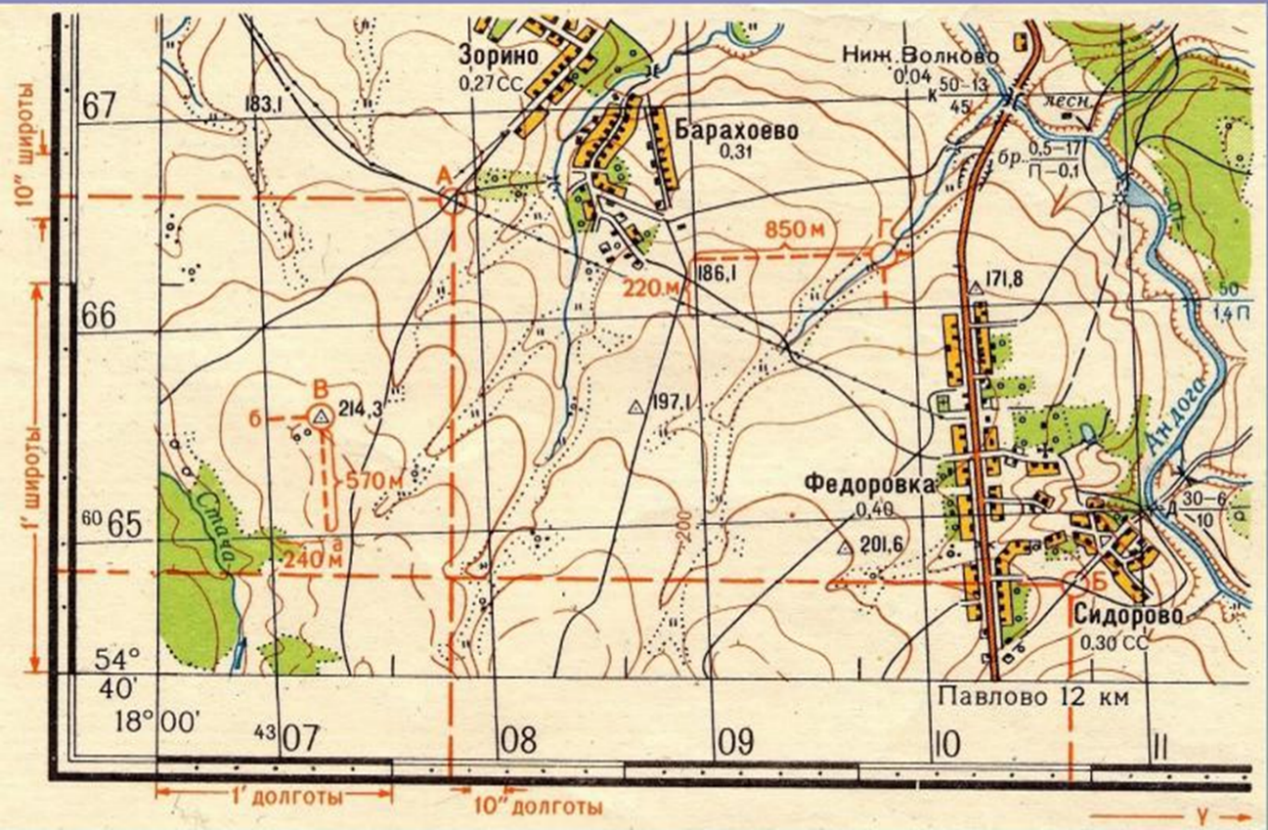 Зорино
0,27 СС
Ниж. Волково
0,04
К 50-13
45
лесн.
2
67
183,1
Барахоево
0,31
бр. 0,5-17
П-0,1
10" широты
А
850 м
Г
220 м
186,1
171,8
66
50
1,4 П
В
б
214,3
197,1
Андога
570 м
1' широты
Федоровка
0,40
30-6
Д 10
60 65
Стача
200
а
240 м
201,6
Б
Сидорово
0.30 СС
54°
40'
Павлово 12 км
18°00'
43 07
08
09
10
11
1' долготы
10" долготы
У